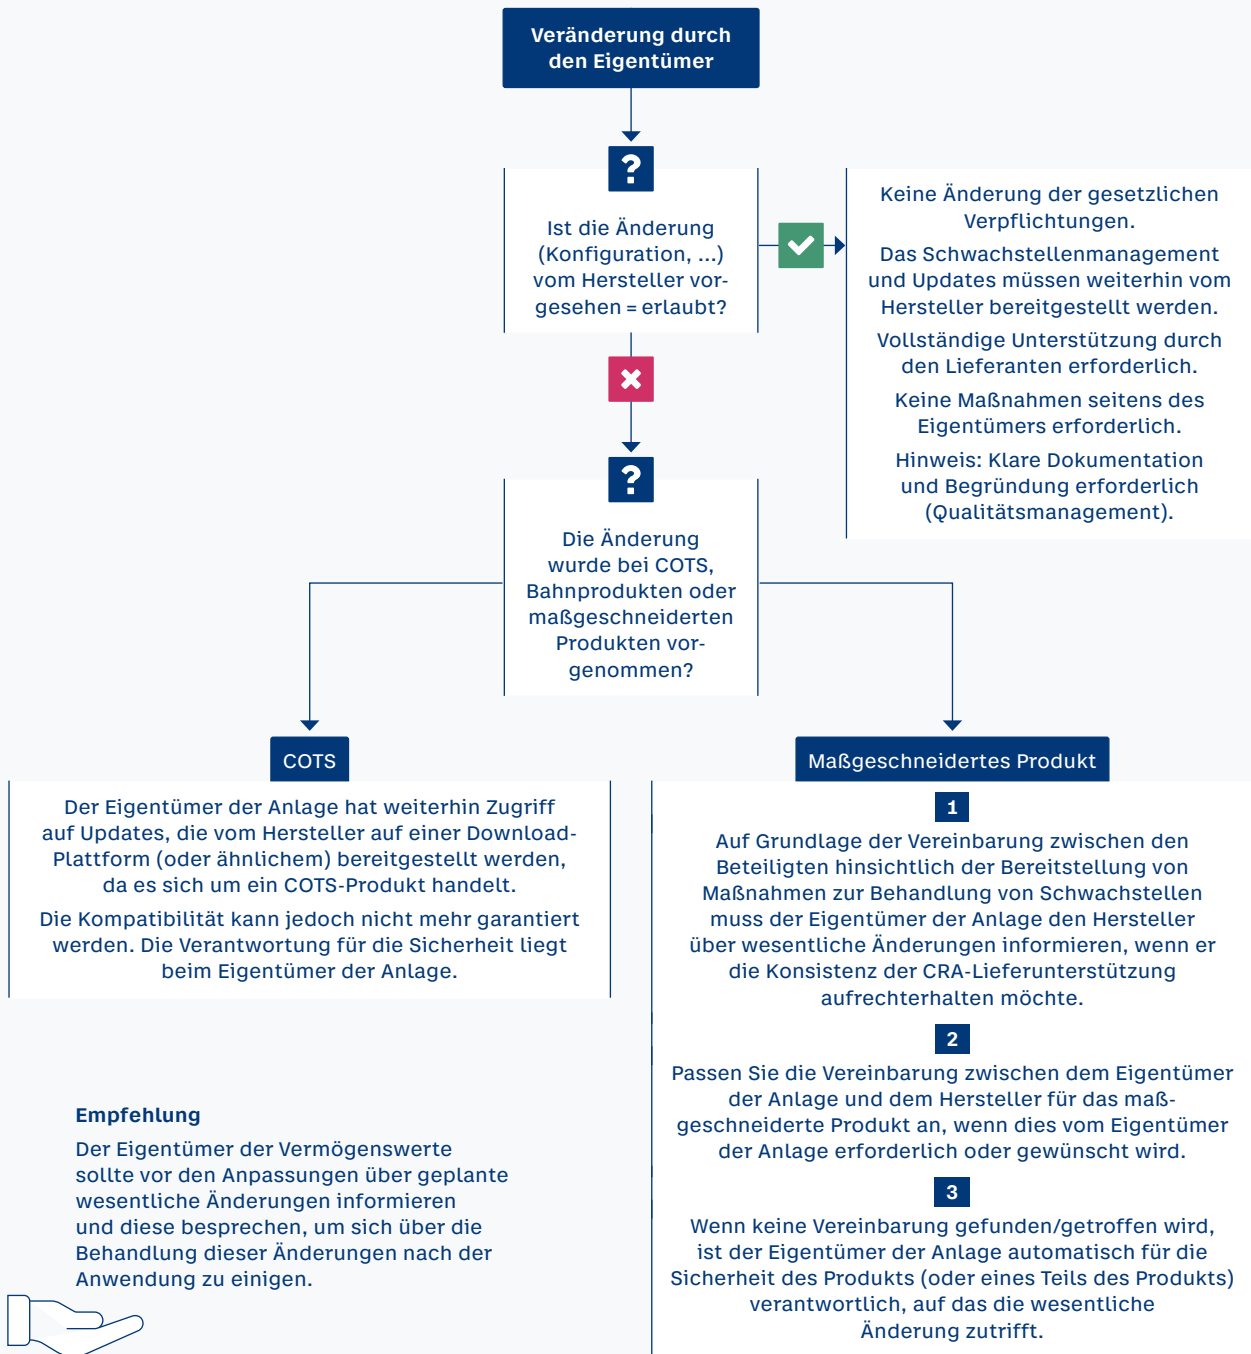 Veränderung durch
den Eigentümer
?
Ist die Änderung
(Konfiguration, ...)
vom Hersteller vor-
gesehen = erlaubt?
Keine Änderung der gesetzlichen
Verpflichtungen.
Das Schwachstellenmanagement
und Updates müssen weiterhin vom
Hersteller bereitgestellt werden.
Vollständige Unterstützung durch
den Lieferanten erforderlich.
Keine Maßnahmen seitens des
Eigentümers erforderlich.
Hinweis: Klare Dokumentation
und Begründung erforderlich
(Qualitätsmanagement).
?
Die Änderung
wurde bei COTS,
Bahnprodukten oder
maßgeschneiderten
Produkten vor-
genommen?
COTS
Der Eigentümer der Anlage hat weiterhin Zugriff
auf Updates, die vom Hersteller auf einer Download-
Plattform (oder ähnlichem) bereitgestellt werden,
da es sich um ein COTS-Produkt handelt.
Die Kompatibilität kann jedoch nicht mehr garantiert
werden. Die Verantwortung für die Sicherheit liegt
beim Eigentümer der Anlage.
Maßgeschneidertes Produkt
1
Auf Grundlage der Vereinbarung zwischen den
Beteiligten hinsichtlich der Bereitstellung von
Maßnahmen zur Behandlung von Schwachstellen
muss der Eigentümer der Anlage den Hersteller
über wesentliche Änderungen informieren, wenn er
die Konsistenz der CRA-Lieferunterstützung
aufrechterhalten möchte.
2
Passen Sie die Vereinbarung zwischen dem Eigentümer
der Anlage und dem Hersteller für das maß-
geschneiderte Produkt an, wenn dies vom Eigentümer
der Anlage erforderlich oder gewünscht wird.
3
Wenn keine Vereinbarung gefunden/getroffen wird,
ist der Eigentümer der Anlage automatisch für die
Sicherheit des Produkts (oder eines Teils des Produkts)
verantwortlich, auf das die wesentliche
Änderung zutrifft.
Empfehlung
Der Eigentümer der Vermögenswerte
sollte vor den Anpassungen über geplante
wesentliche Änderungen informieren
und diese besprechen, um sich über die
Behandlung dieser Änderungen nach der
Anwendung zu einigen.